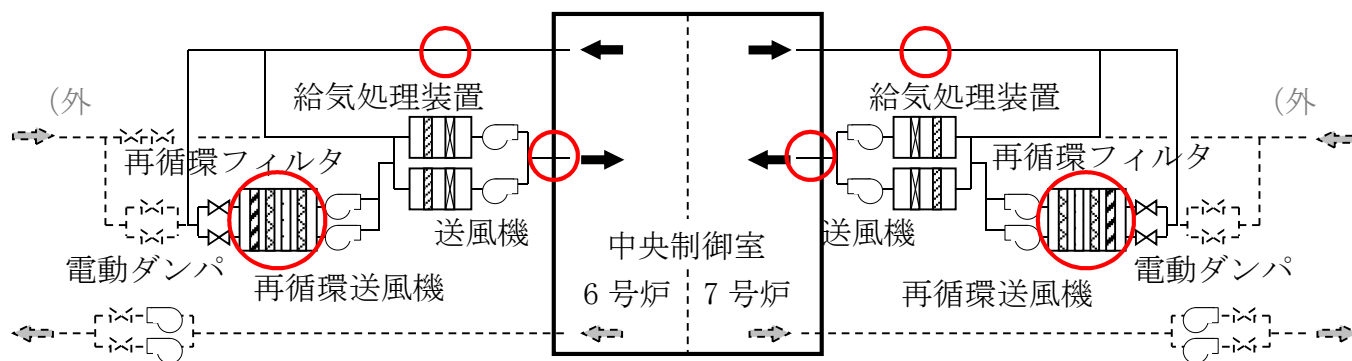 給気処理装置
給気処理装置
(外
(外
再循環フィルタ
再循環フィルタ
送風機
送風機
中央制御室
電動ダンパ
電動ダンパ
再循環送風機
6 号炉
7 号炉
再循環送風機